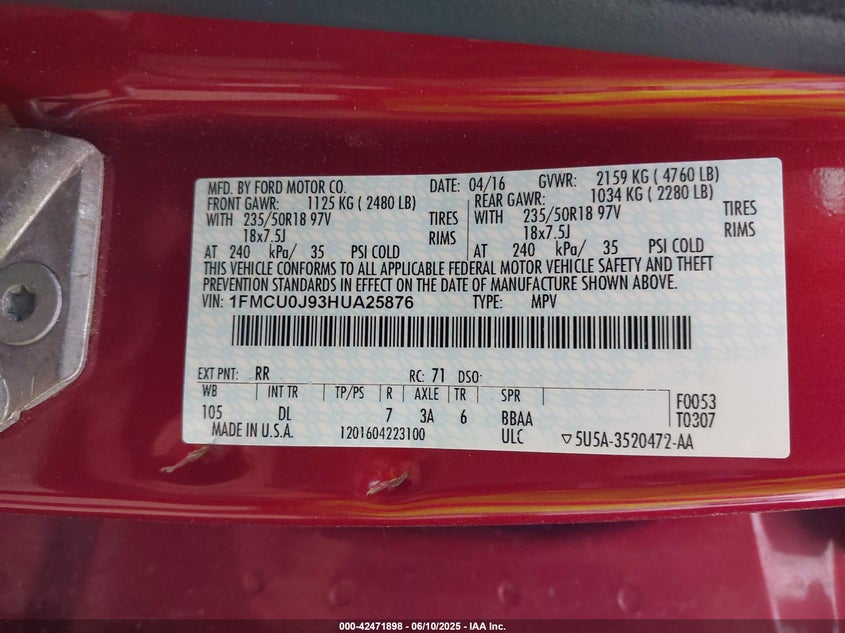 MFD. BY FORD MOTOR CO. DATE: 04/16 GVWR: 2159 KG ( 4760 LB)
FRONT GAWR: 1125 KG ( 2480 LB) REAR GAWR: 1034 KG ( 2280 LB)
WITH 235/50R18 97V TIRES WITH 235/50R18 97V TIRES
18x7.5J RIMS 18x7.5J RIMS
AT 240 kPa/ 35 PSI COLD AT 240 kPa/ 35 PSI COLD
THIS VEHICLE CONFORMS TO ALL APPLICABLE FEDERAL MOTOR VEHICLE SAFETY AND THEFT
PREVENTION STANDARDS IN EFFECT ON THE DATE OF MANUFACTURE SHOWN ABOVE.
VIN: 1FMCU0J93HUA25876 TYPE: MPV
EXT PNT: RR RC: 71 DSO:
WB INT TR TP/PS R AXLE TR SPR F0053
105 DL 7 3A 6 BBAA T0307
MADE IN U.S.A. 1201604223100 ULC ▽5U5A-3520472-AA
000-42471898 - 06/10/2025 - IAA Inc.